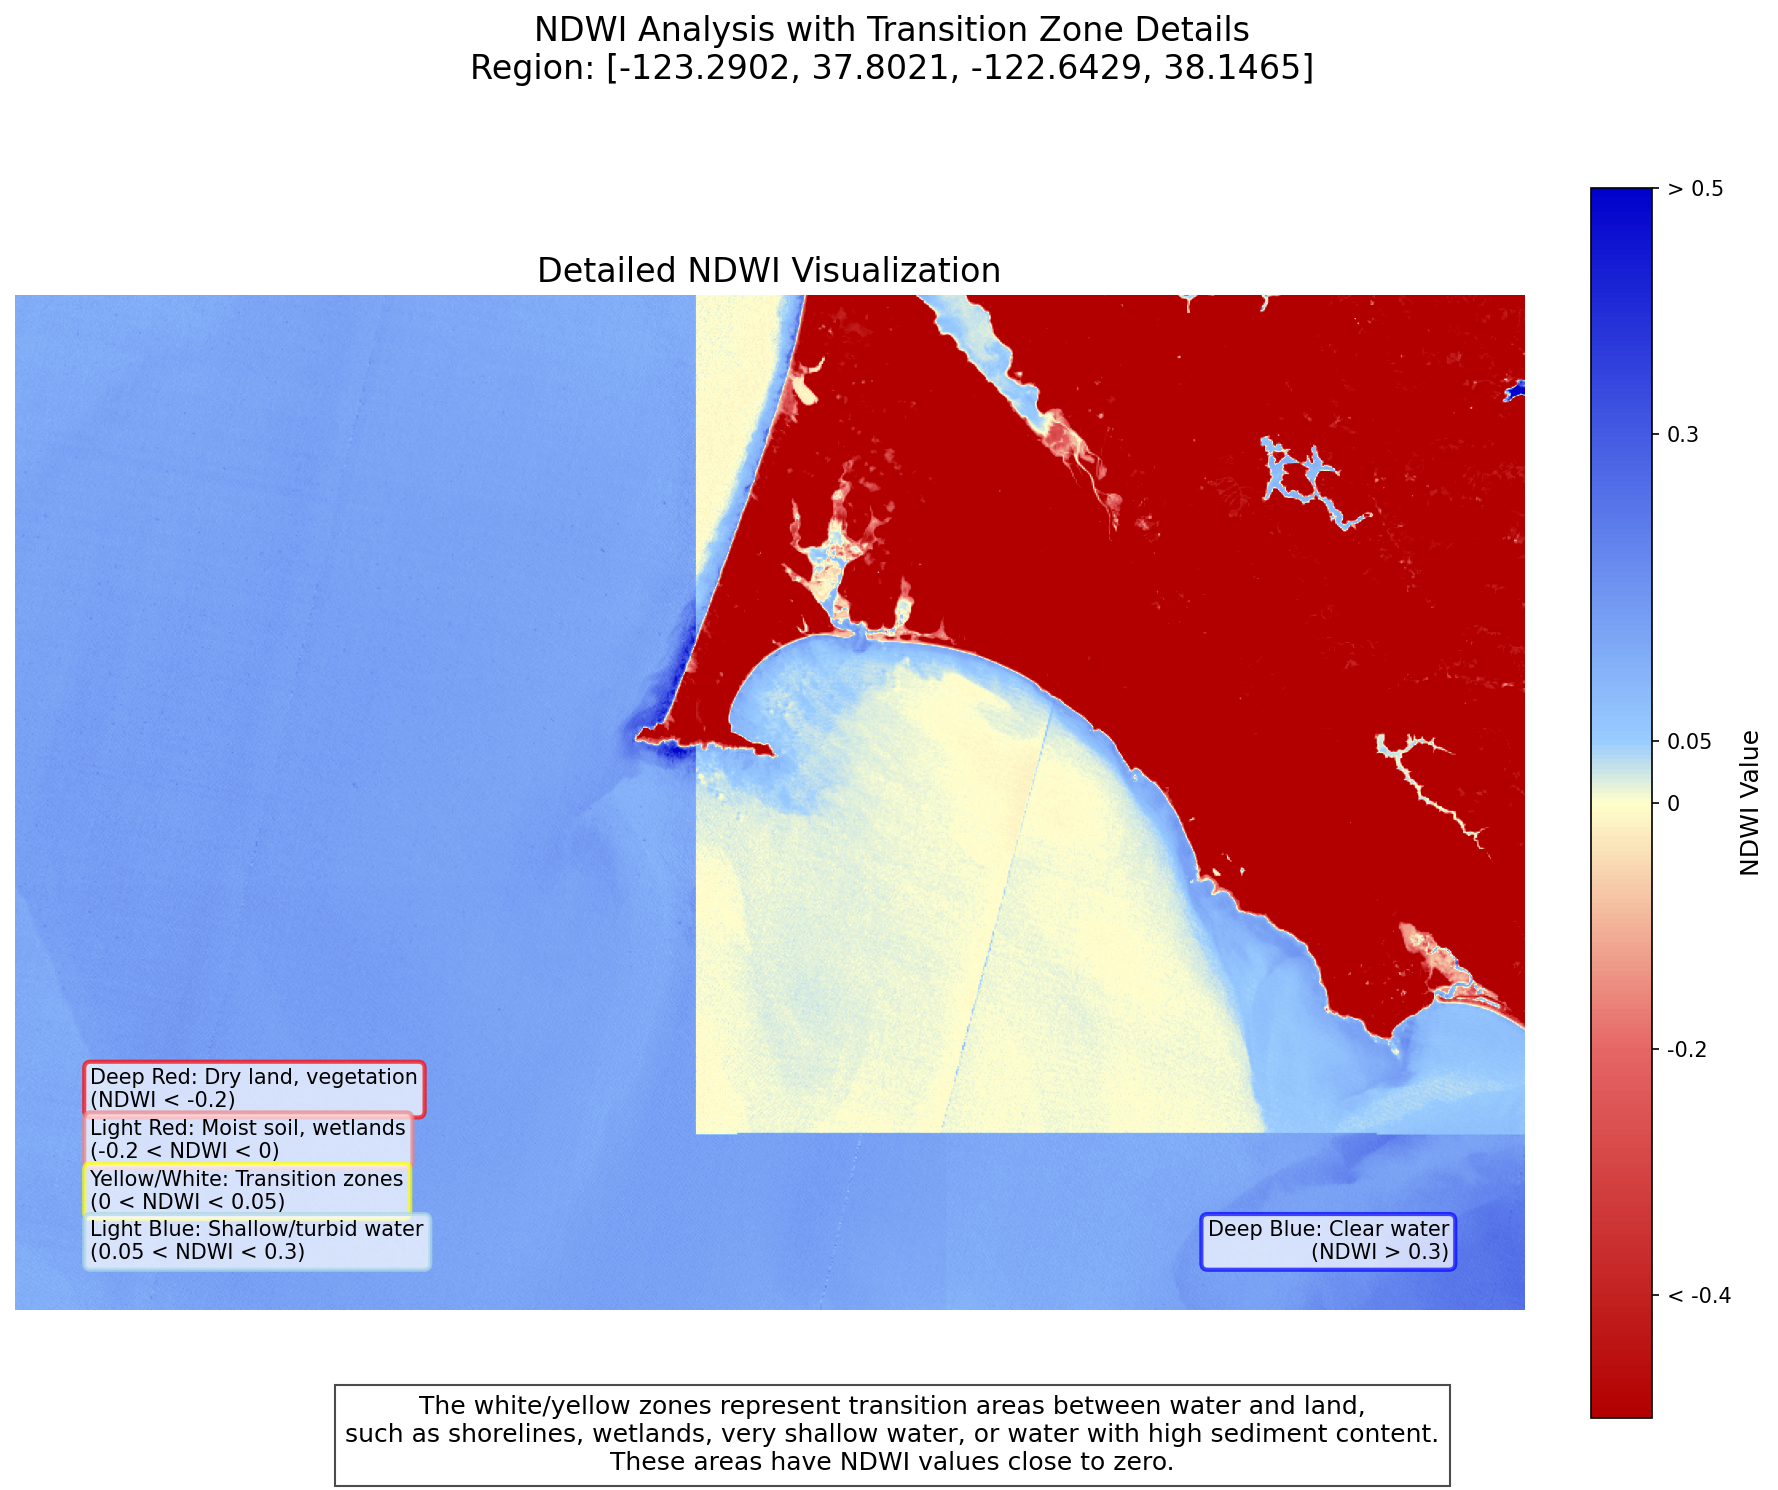 NDWI Analysis with Transition Zone Details
Region: [-123.2902, 37.8021, -122.6429, 38.1465]
Detailed NDWI Visualization
> 0.5
0.3
0.05
0
-0.2
< -0.4
NDWI Value
Deep Red: Dry land, vegetation
(NDWI < -0.2)
Light Red: Moist soil, wetlands
(-0.2 < NDWI < 0)
Yellow/White: Transition zones
(0 < NDWI < 0.05)
Light Blue: Shallow/turbid water
(0.05 < NDWI < 0.3)
Deep Blue: Clear water
(NDWI > 0.3)
The white/yellow zones represent transition areas between water and land,
such as shorelines, wetlands, very shallow water, or water with high sediment content.
These areas have NDWI values close to zero.